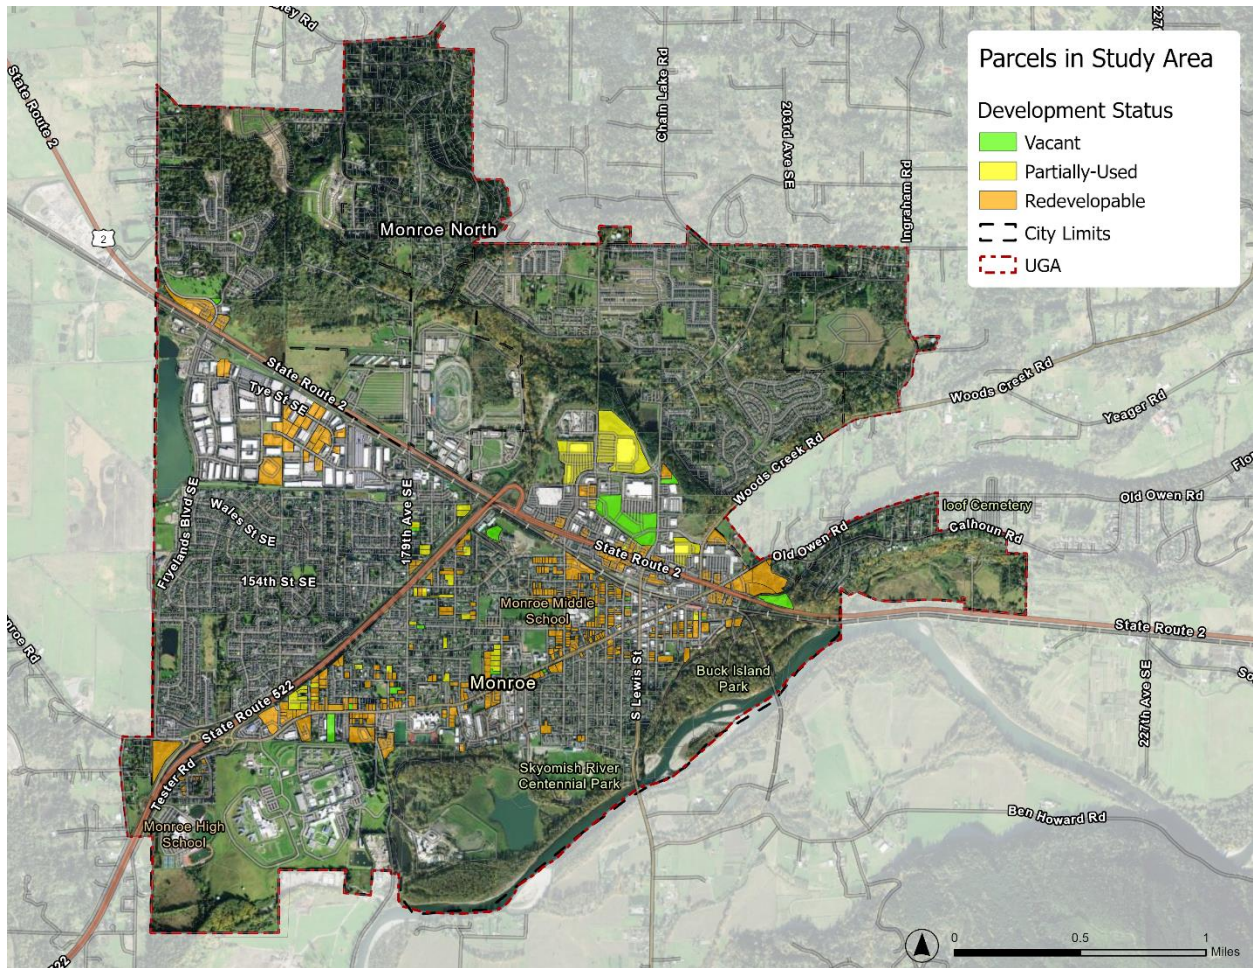 State Route 2
2
Chain Lake Rd
203rd Ave SE
Ingraham Rd
Parcels in Study Area
Development Status
Vacant
Partially-Used
Redevelopable
City Limits
UGA
Monroe North
State Route 2
Tye St SE
Woods Creek Rd
Yeager Rd
Woods Creek Rd
Old Owen Rd
loof Cemetery
Calhoun Rd
Old Owen Rd
Fryelands Blvd SE
Wales St SE
179th Ave SE
154th St SE
State Route 2
Monroe Middle
School
State Route 2
Buck Island
Park
Monroe
S Lewis St
227th Ave SE
State Route 522
Tester Rd
Skyomish River
Centennial Park
Monroe High
School
Ben Howard Rd
0
0.5
1
Miles